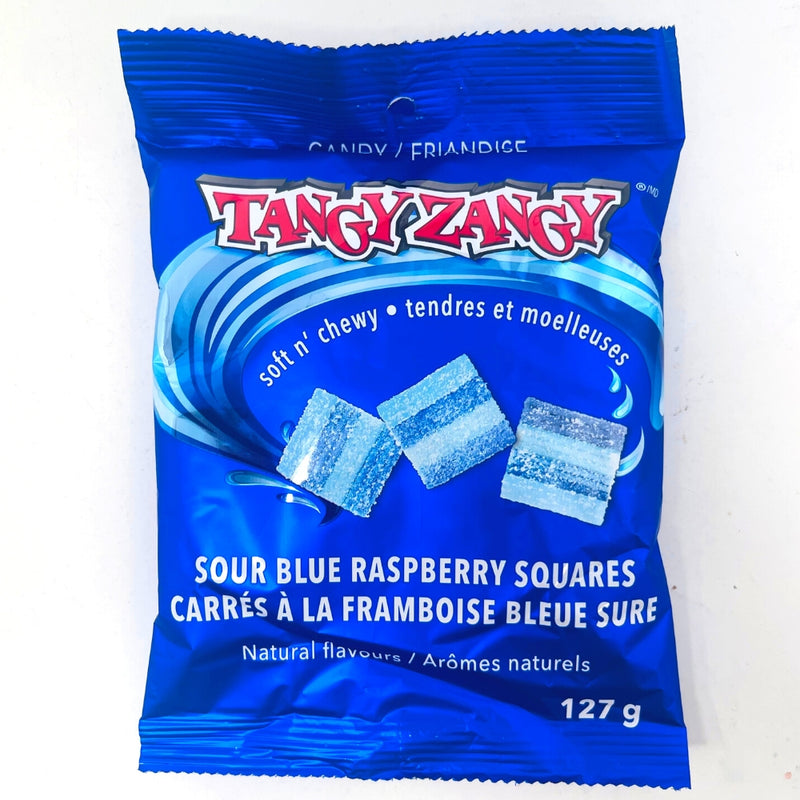 CANDY / FRIANDISE
TANGY ZANGY ®/MD
soft n' chewy • tendres et moelleuses
SOUR BLUE RASPBERRY SQUARES
CARRÉS À LA FRAMBOISE BLEUE SURE
Natural flavours / Arômes naturels
127 g